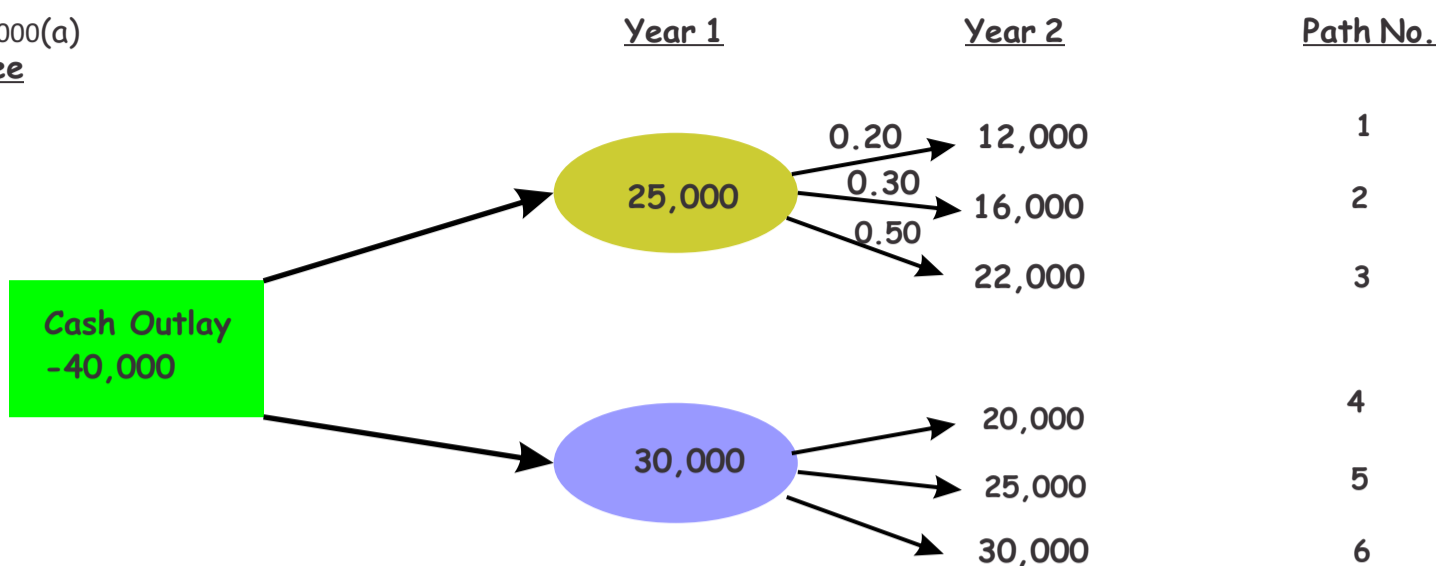 000(a) Year 1 Year 2 Path No.
ee
0.20 12,000 1
25,000 0.30 16,000 2
0.50 22,000 3
Cash Outlay
-40,000
20,000 4
30,000 25,000 5
30,000 6